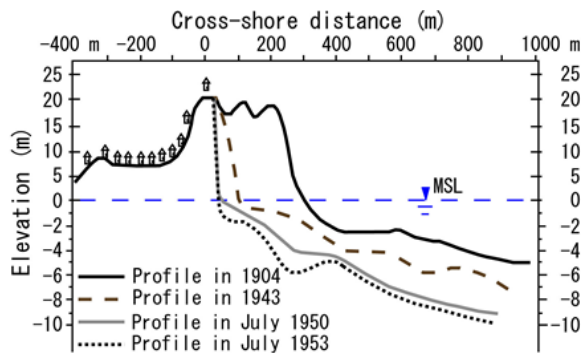 Cross-shore distance (m)
-400 m -200 0 200 400 600 800 1000 m
25 25
20 20
15 15
10 10
5 5
0 0
-2 -2
-4 -4
-6 -6
-8 -8
-10 -10
Elevation (m)
(m)
MSL
Profile in 1904
Profile in 1943
Profile in July 1950
Profile in July 1953